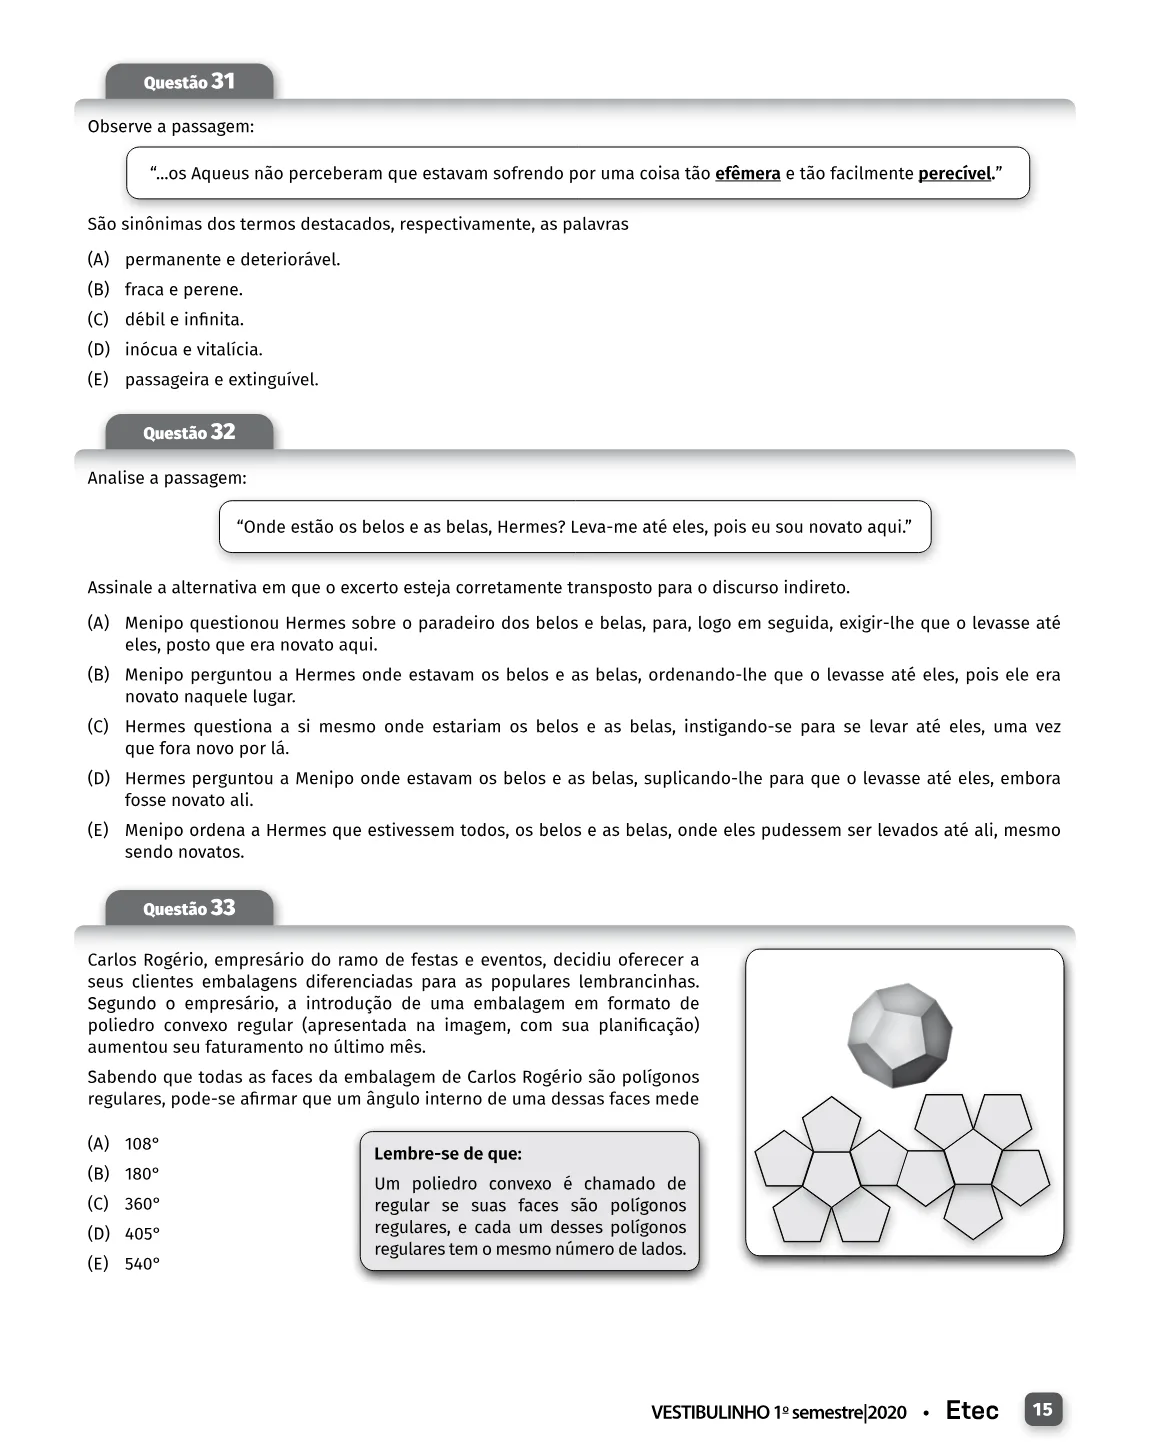 Questão 31
Observe a passagem:
“...os Aqueus não perceberam que estavam sofrendo por uma coisa tão efêmera e tão facilmente perecível.”
São sinônimas dos termos destacados, respectivamente, as palavras
(A) permanente e deteriorável.
(B) fraca e perene.
(C) débil e infinita.
(D) inócua e vitalícia.
(E) passageira e extinguível.
Questão 32
Analise a passagem:
“Onde estão os belos e as belas, Hermes? Leva-me até eles, pois eu sou novato aqui.”
Assinale a alternativa em que o excerto esteja corretamente transposto para o discurso indireto.
(A) Menipo questionou Hermes sobre o paradeiro dos belos e belas, para, logo em seguida, exigir-lhe que o levasse até
eles, posto que era novato aqui.
(B) Menipo perguntou a Hermes onde estavam os belos e as belas, ordenando-lhe que o levasse até eles, pois ele era
novato naquele lugar.
(C) Hermes questiona a si mesmo onde estariam os belos e as belas, instigando-se para se levar até eles, uma vez
que fora novo por lá.
(D) Hermes perguntou a Menipo onde estavam os belos e as belas, suplicando-lhe para que o levasse até eles, embora
fosse novato ali.
(E) Menipo ordena a Hermes que estivessem todos, os belos e as belas, onde eles pudessem ser levados até ali, mesmo
sendo novatos.
Questão 33
Carlos Rogério, empresário do ramo de festas e eventos, decidiu oferecer a
seus clientes embalagens diferenciadas para as populares lembrancinhas.
Segundo o empresário, a introdução de uma embalagem em formato de
poliedro convexo regular (apresentada na imagem, com sua planificação)
aumentou seu faturamento no último mês.
Sabendo que todas as faces da embalagem de Carlos Rogério são polígonos
regulares, pode-se afirmar que um ângulo interno de uma dessas faces mede
(A) 108°
(B) 180°
(C) 360°
(D) 405°
(E) 540°
Lembre-se de que:
Um poliedro convexo é chamado de
regular se suas faces são polígonos
regulares, e cada um desses polígonos
regulares tem o mesmo número de lados.
VESTIBULINHO 1º semestre|2020 • Etec 15